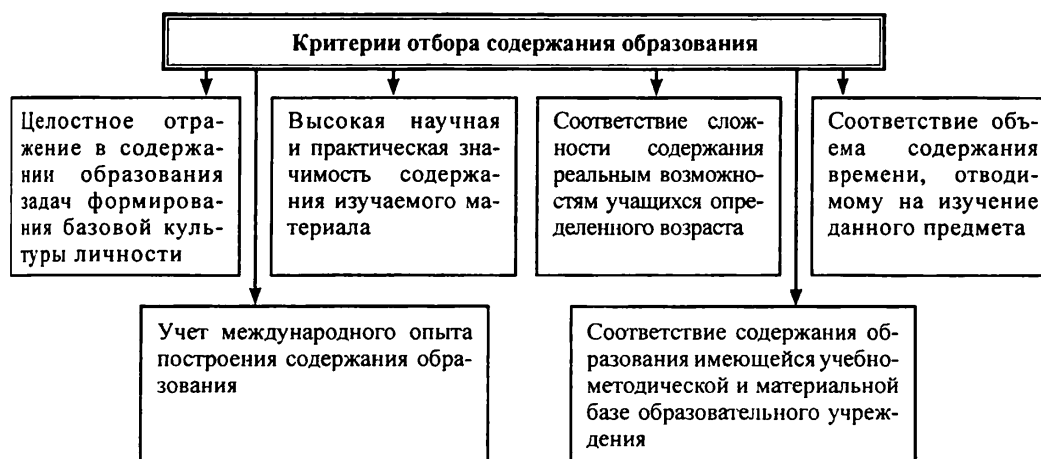 Критерии отбора содержания образования
Целостное отра-
жение в содержа-
нии образования
задач формирова-
ния базовой куль-
туры личности
Высокая научная
и практическая зна-
чимость содержа-
ния изучаемого ма-
териала
Соответствие слож-
ности содержания
реальным возможно-
стям учащихся опре-
деленного возраста
Соответствие объ-
ема содержания
времени, отводи-
мому на изучение
данного предмета
Учет международного опыта
построения содержания обра-
зования
Соответствие содержания об-
разования имеющейся учебно-
методической и материальной
базе образовательного учреж-
дения